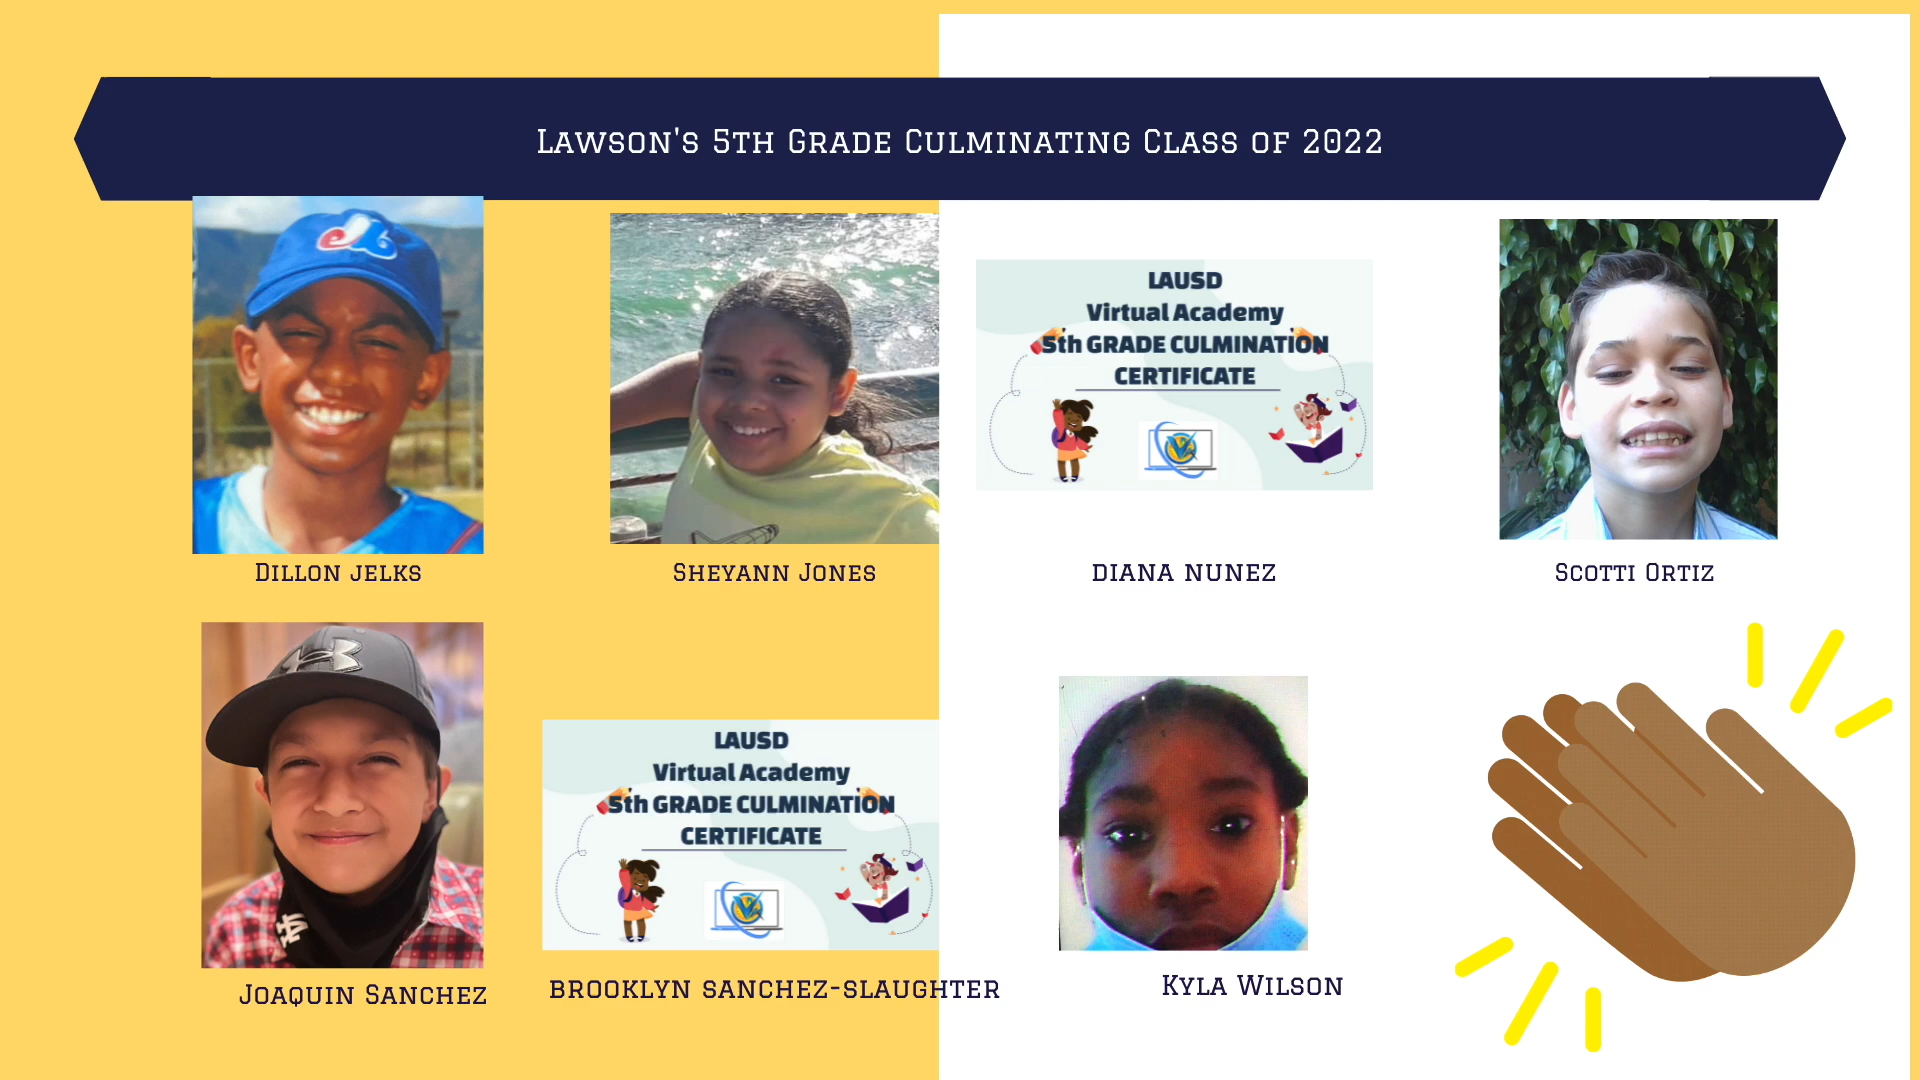 Lawson's 5th Grade Culminating Class of 2022
LAUSD
Virtual Academy
5th GRADE CULMINATION
CERTIFICATE
Dillon jelks
Sheyann Jones
DIANA NUNEZ
Scotti Ortiz
LAUSD
Virtual Academy
5th GRADE CULMINATION
CERTIFICATE
Joaquin Sanchez
BROOKLYN SANCHEZ-SLAUGHTER
Kyla Wilson